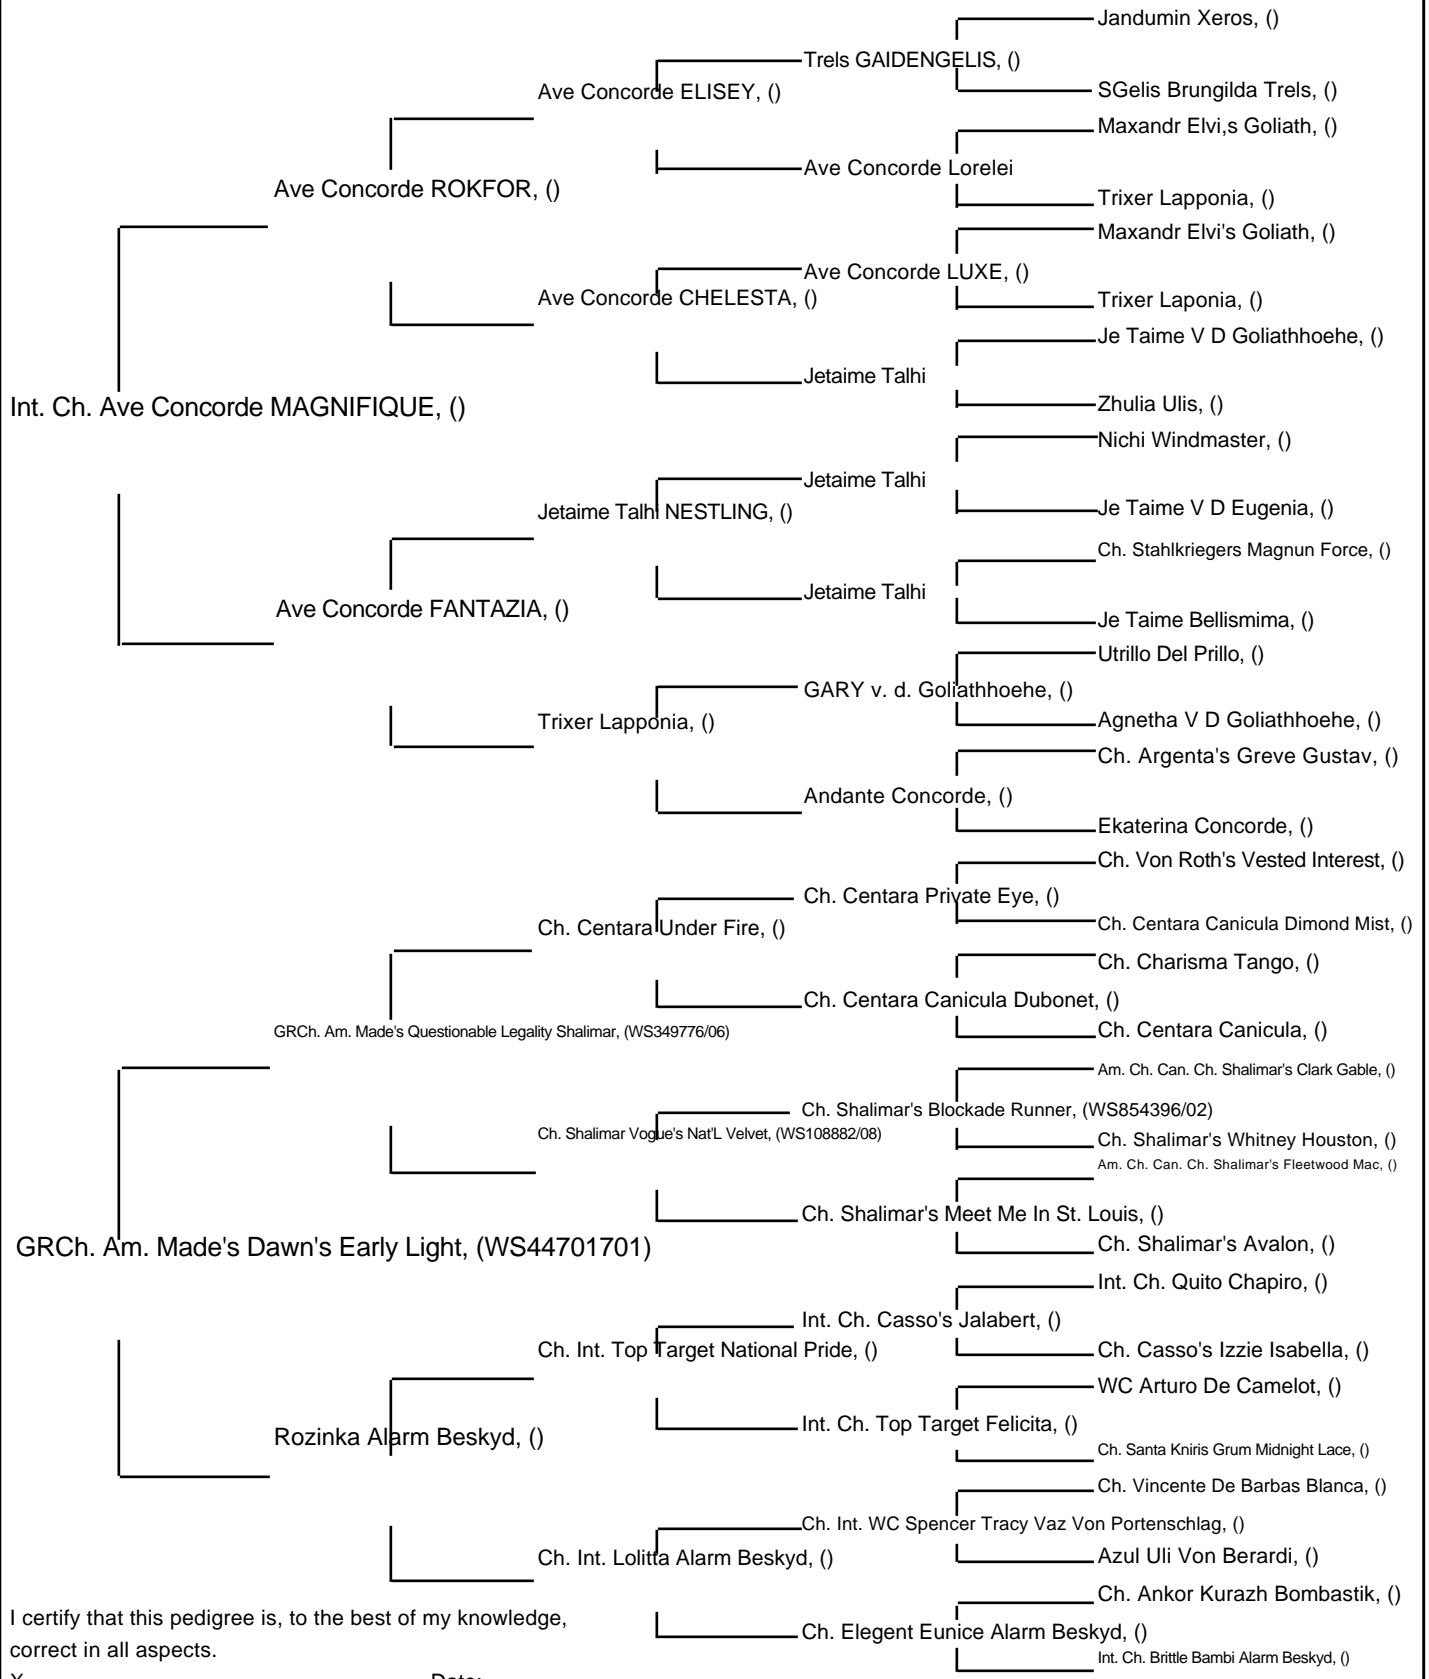 Jandumin Xeros, ()
Trels GAIDENGELIS, ()
Ave Concorde ELISEY, ()
SGelis Brungilda Trels, ()
Maxandr Elvi,s Goliath, ()
Ave Concorde Lorelei
Ave Concorde ROKFOR, ()
Trixer Lapponia, ()
Maxandr Elvi's Goliath, ()
Ave Concorde LUXE, ()
Ave Concorde CHELESTA, ()
Trixer Laponia, ()
Je Taime V D Goliathhoehe, ()
Jetaime Talhi
Int. Ch. Ave Concorde MAGNIFIQUE, ()
Zhulia Ulis, ()
Nichi Windmaster, ()
Jetaime Talhi
Jetaime Talhi NESTLING, ()
Je Taime V D Eugenia, ()
Ch. Stahlkriegers Magnun Force, ()
Jetaime Talhi
Ave Concorde FANTAZIA, ()
Je Taime Bellismima, ()
Utrillo Del Prillo, ()
GARY v. d. Goliathhoehe, ()
Trixer Lapponia, ()
Agnetha V D Goliathhoehe, ()
Ch. Argenta's Greve Gustav, ()
Andante Concorde, ()
Ekaterina Concorde, ()
Ch. Von Roth's Vested Interest, ()
Ch. Centara Private Eye, ()
Ch. Centara Under Fire, ()
Ch. Centara Canicula Dimond Mist, ()
Ch. Charisma Tango, ()
Ch. Centara Canicula Dubonet, ()
GRCh. Am. Made's Questionable Legality Shalimar, (WS349776/06)
Ch. Centara Canicula, ()
Am. Ch. Can. Ch. Shalimar's Clark Gable, ()
Ch. Shalimar's Blockade Runner, (WS854396/02)
Ch. Shalimar Vogue's Nat'L Velvet, (WS108882/08)
Ch. Shalimar's Whitney Houston, ()
Am. Ch. Can. Ch. Shalimar's Fleetwood Mac, ()
Ch. Shalimar's Meet Me In St. Louis, ()
GRCh. Am. Made's Dawn's Early Light, (WS44701701)
Ch. Shalimar's Avalon, ()
Int. Ch. Quito Chapiro, ()
Int. Ch. Casso's Jalabert, ()
Ch. Int. Top Target National Pride, ()
Ch. Casso's Izzie Isabella, ()
WC Arturo De Camelot, ()
Int. Ch. Top Target Felicita, ()
Rozinka Alarm Beskyd, ()
Ch. Santa Kniris Grum Midnight Lace, ()
Ch. Vincente De Barbas Blanca, ()
Ch. Int. WC Spencer Tracy Vaz Von Portenschlag, ()
Ch. Int. Lolitta Alarm Beskyd, ()
Azul Uli Von Berardi, ()
Ch. Ankor Kurazh Bombastik, ()
Ch. Elegent Eunice Alarm Beskyd, ()
Int. Ch. Brittle Bambi Alarm Beskyd, ()
I certify that this pedigree is, to the best of my knowledge,
correct in all aspects.
X Date: